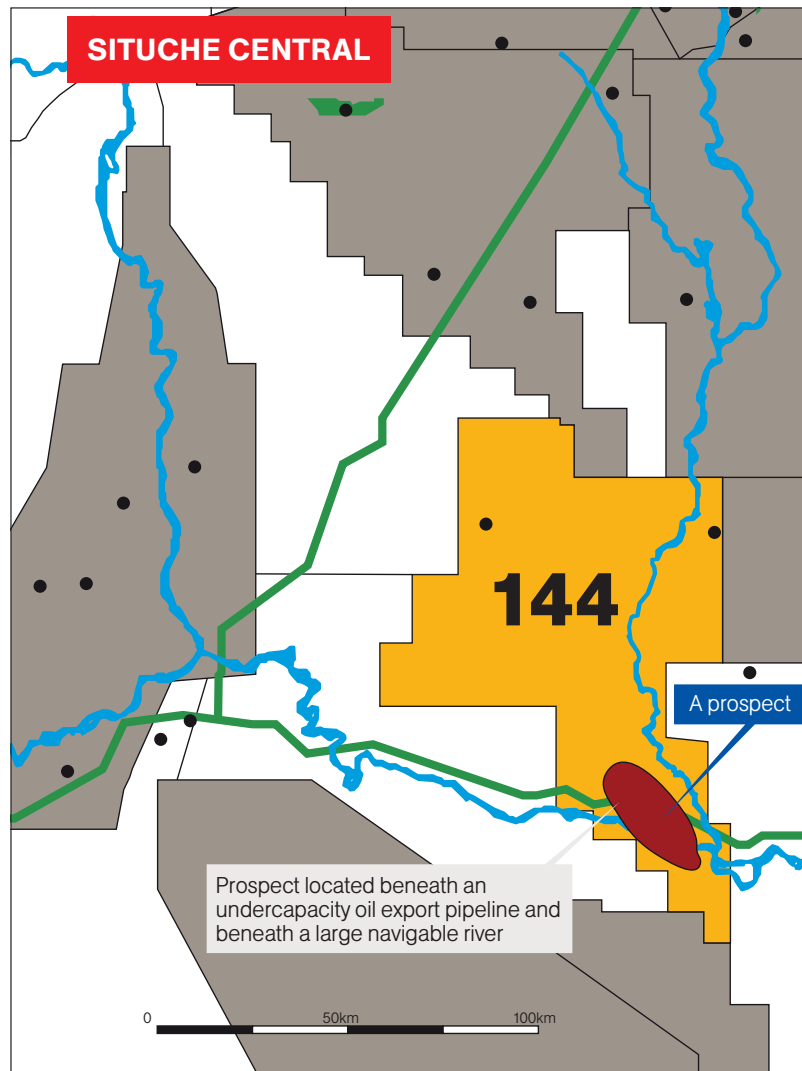 SITUCHE CENTRAL
144
A prospect
Prospect located beneath an
undercapacity oil export pipeline and
beneath a large navigable river
0 50km 100km